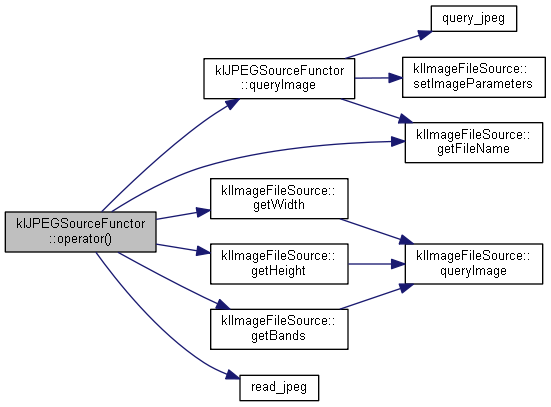 query_jpeg
klJPEGSourceFunctor
::queryImage
klImageFileSource::
setImageParameters
klImageFileSource::
getFileName
klImageFileSource::
getWidth
klJPEGSourceFunctor
::operator()
klImageFileSource::
getHeight
klImageFileSource::
queryImage
klImageFileSource::
getBands
read_jpeg